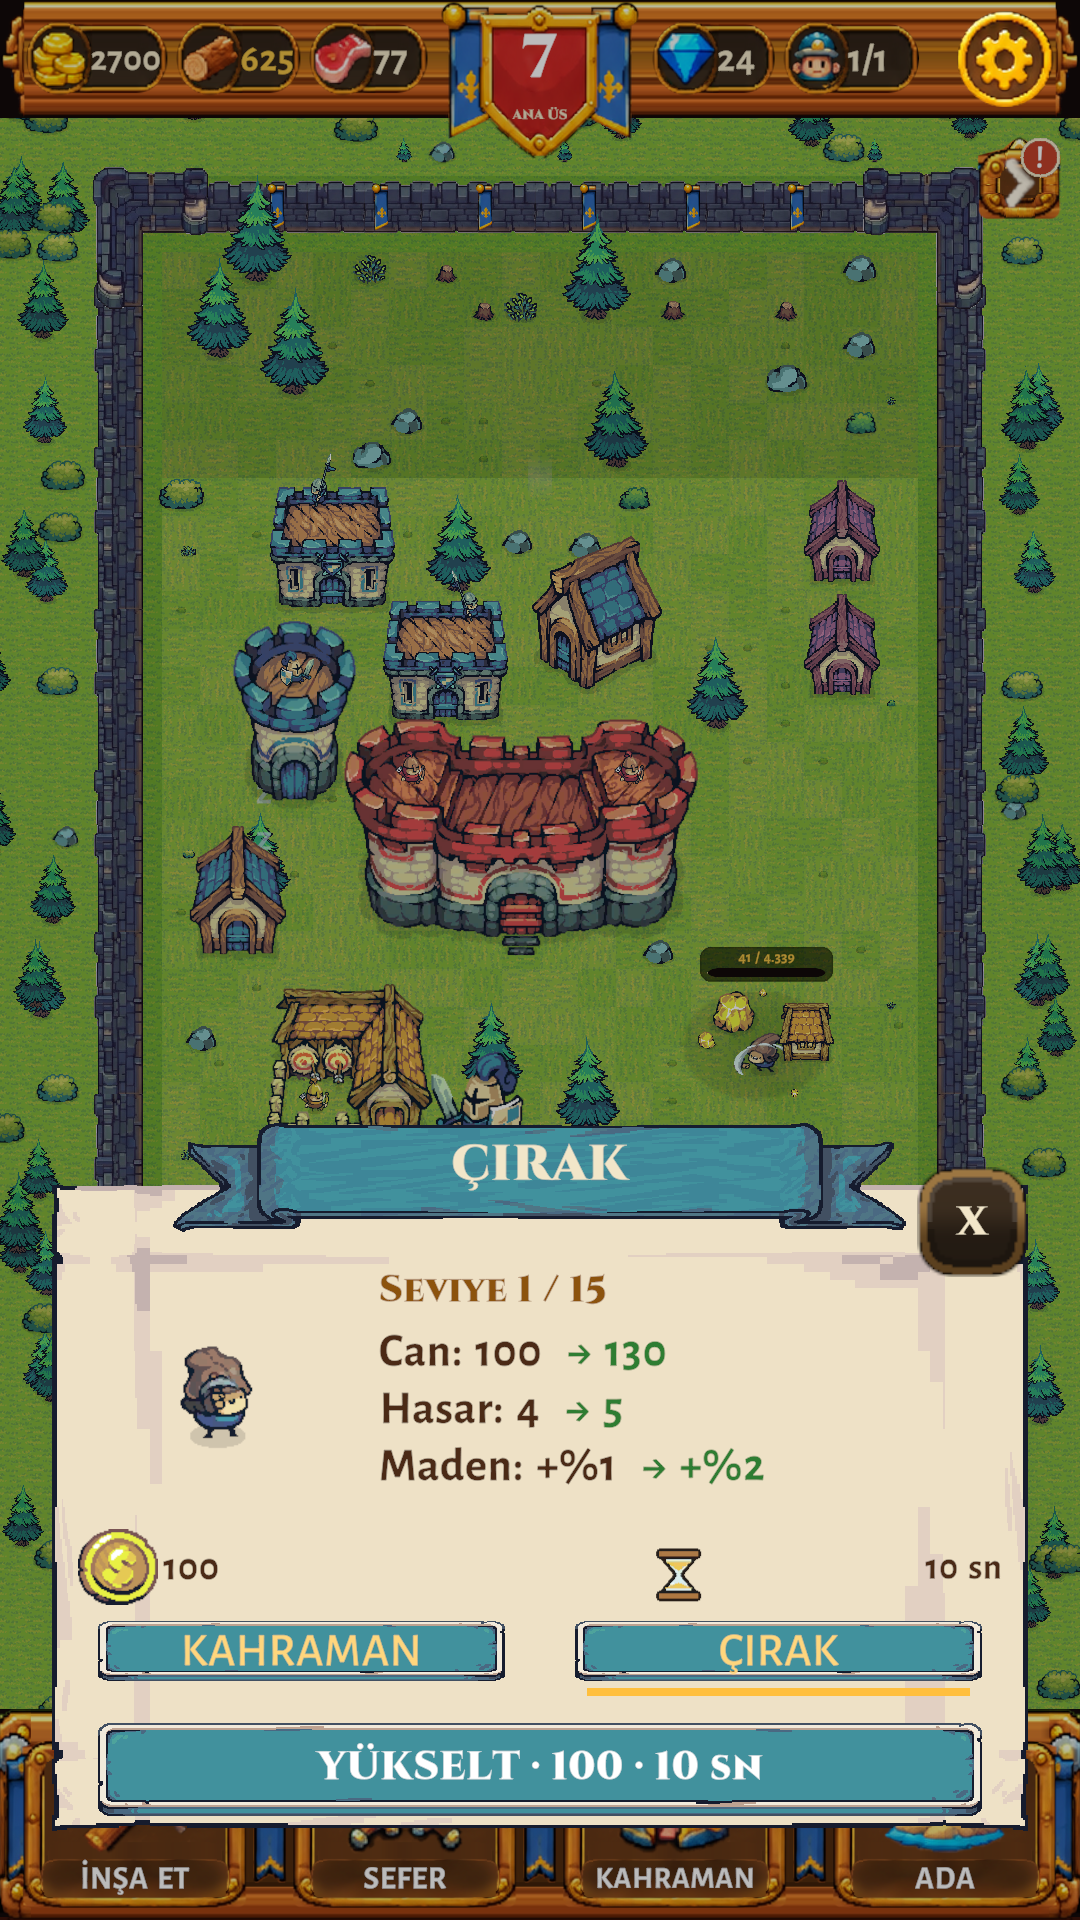 2700
625
77
7
ANA ÜS
24
1/1
!
41 / 4.339
ÇIRAK
X
SEVIYE 1 / 15
Can: 100 → 130
Hasar: 4 → 5
Maden: +%1 → +%2
100
10 sn
KAHRAMAN
ÇIRAK
YÜKSELT · 100 · 10 SN
İNŞA ET
SEFER
KAHRAMAN
ADA